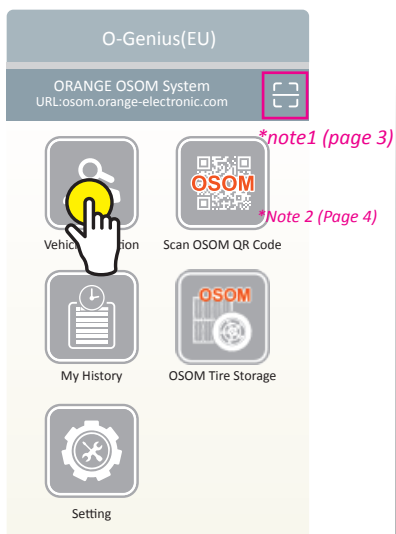 O-Genius(EU)
ORANGE OSOM System
URL:osom.orange-electronic.com
*note1 (page 3)
OSOM
*Note 2 (Page 4)
Scan OSOM QR Code
OSOM
My History
OSOM Tire Storage
Setting